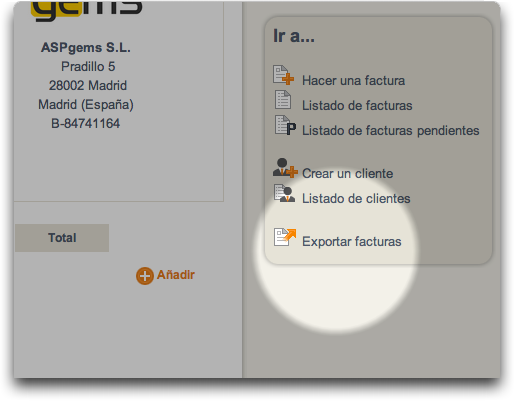 gems
ASPgems S.L.
Pradillo 5
28002 Madrid
Madrid (España)
B-84741164
Total
Añadir
Ir a...
Hacer una factura
Listado de facturas
P Listado de facturas pendientes
Crear un cliente
Listado de clientes
Exportar facturas